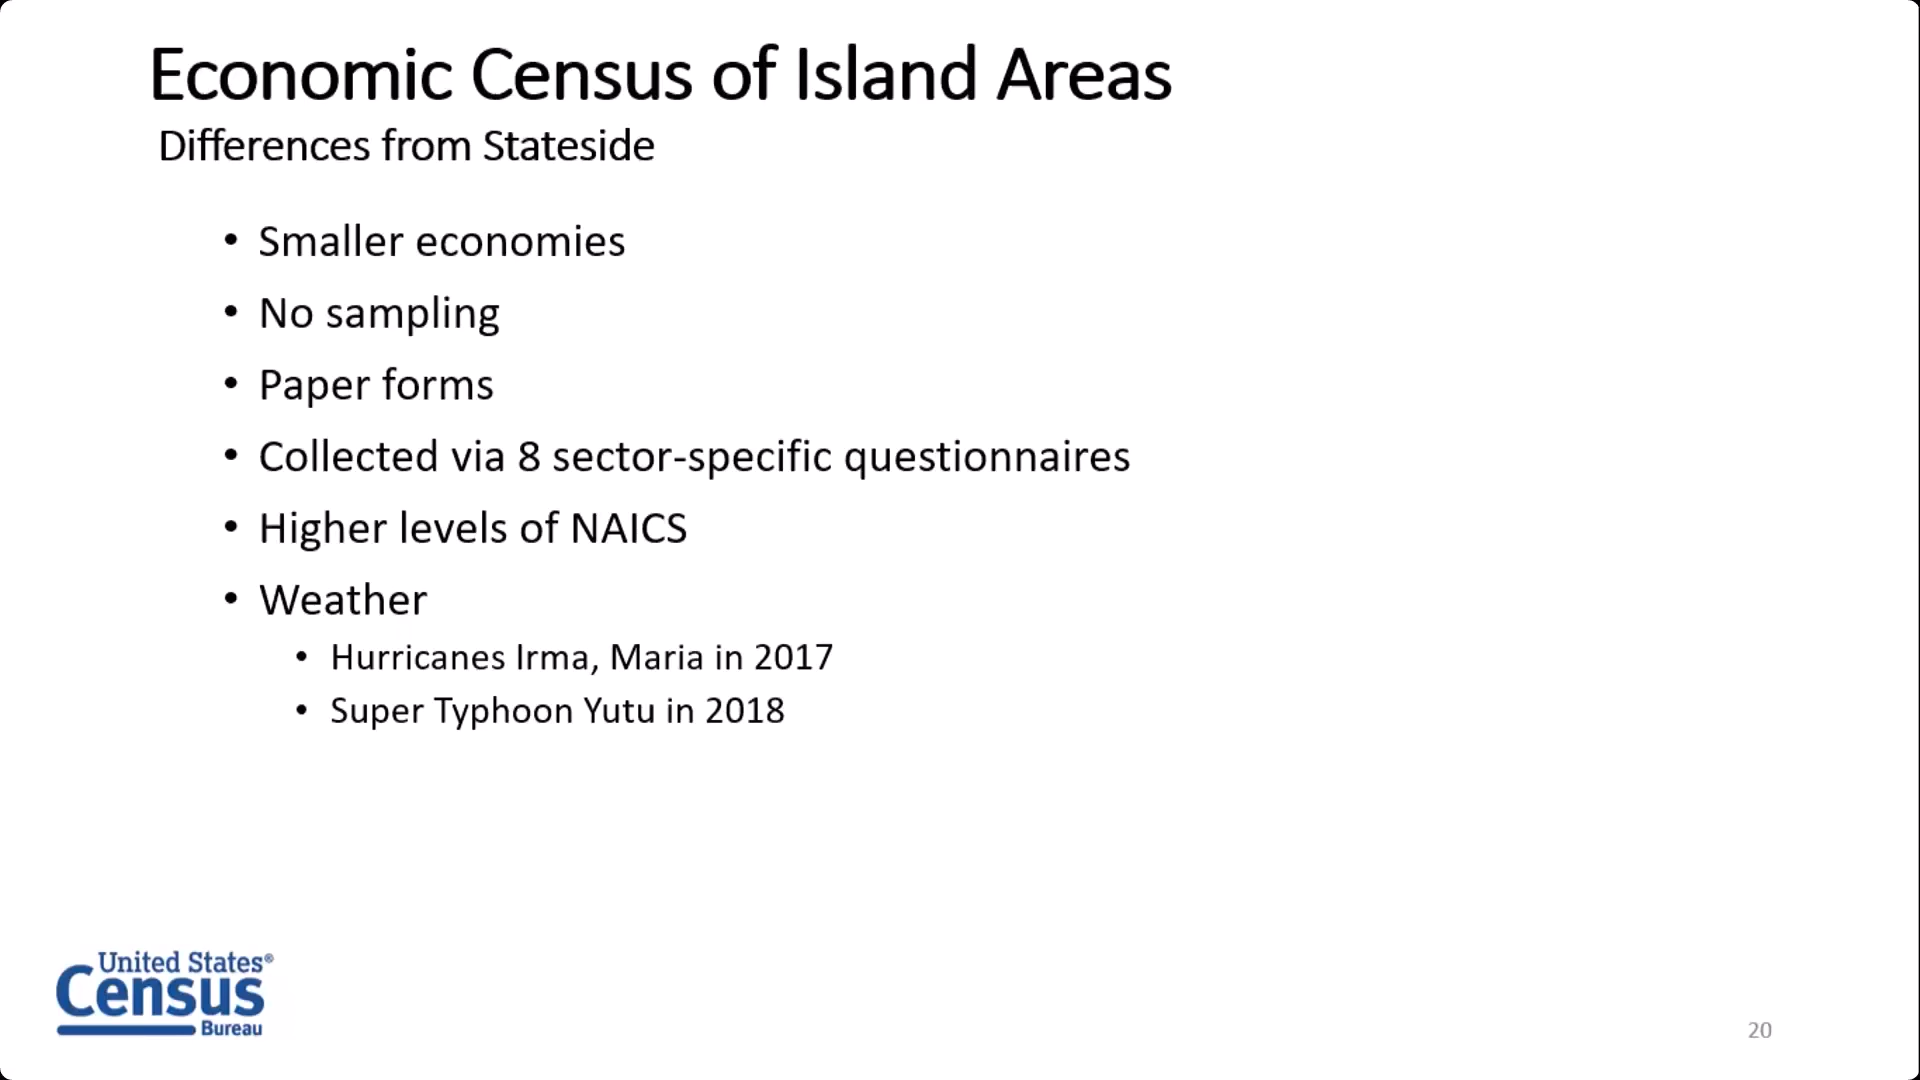 Economic Census of Island Areas
Differences from Stateside
• Smaller economies
• No sampling
• Paper forms
• Collected via 8 sector-specific questionnaires
• Higher levels of NAICS
• Weather
• Hurricanes Irma, Maria in 2017
• Super Typhoon Yutu in 2018
United States®
Census
Bureau
20